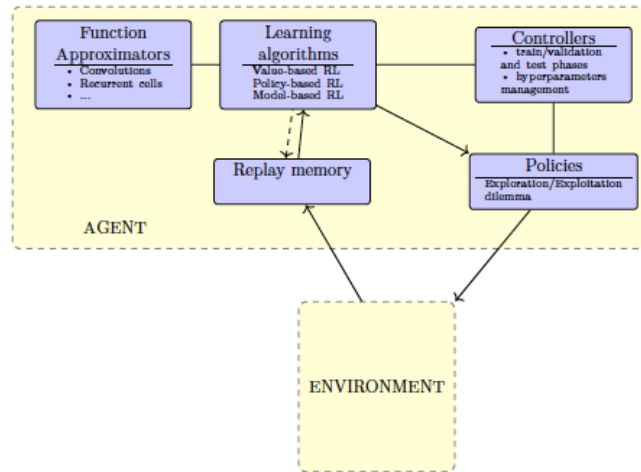 Function
Approximators
• Convolutions
• Recurrent cells
• ...
Learning
algorithms
Value-based RL
Policy-based RL
Model-based RL
Controllers
• train/validation
and test phases
• hyperparameters
management
Replay memory
Policies
Exploration/Exploitation
dilemma
AGENT
ENVIRONMENT